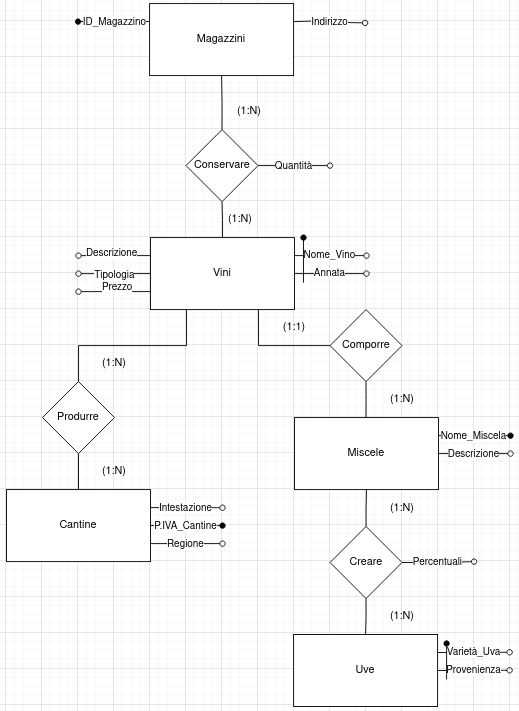 ID_Magazzino
Indirizzo
Magazzini
(1:N)
Conservare
Quantità
(1:N)
Descrizione
Tipologia
Prezzo
Vini
Nome_Vino
Annata
(1:1)
Comporre
(1:N)
Produrre
(1:N)
(1:N)
Miscele
Nome_Miscela
Descrizione
Cantine
Intestazione
P.IVA_Cantine
Regione
(1:N)
Creare
Percentuali
(1:N)
Uve
Varietà_Uva
Provenienza